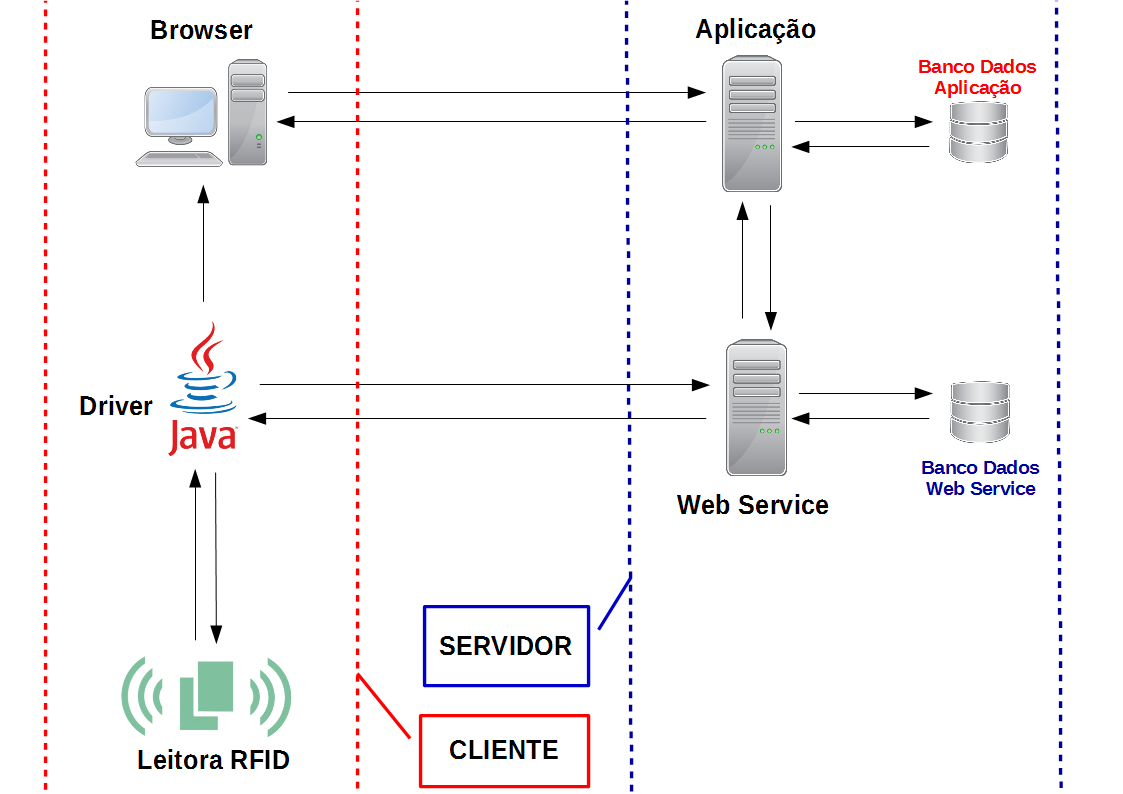 Browser
Aplicação
Banco Dados
Aplicação
Driver
Java
Banco Dados
Web Service
Web Service
SERVIDOR
CLIENTE
Leitora RFID